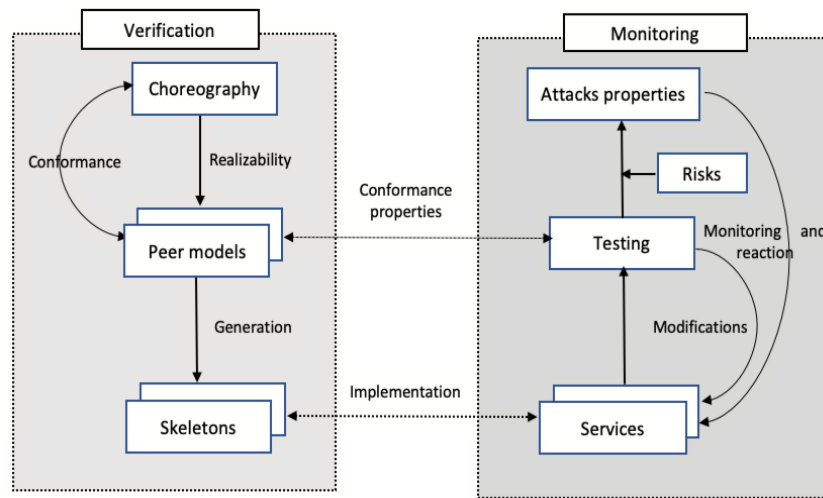 Verification
Choreography
Conformance
Realizability
Peer models
Generation
Skeletons
Conformance
properties
Implementation
Monitoring
Attacks properties
Risks
Testing
Monitoring and
reaction
Modifications
Services